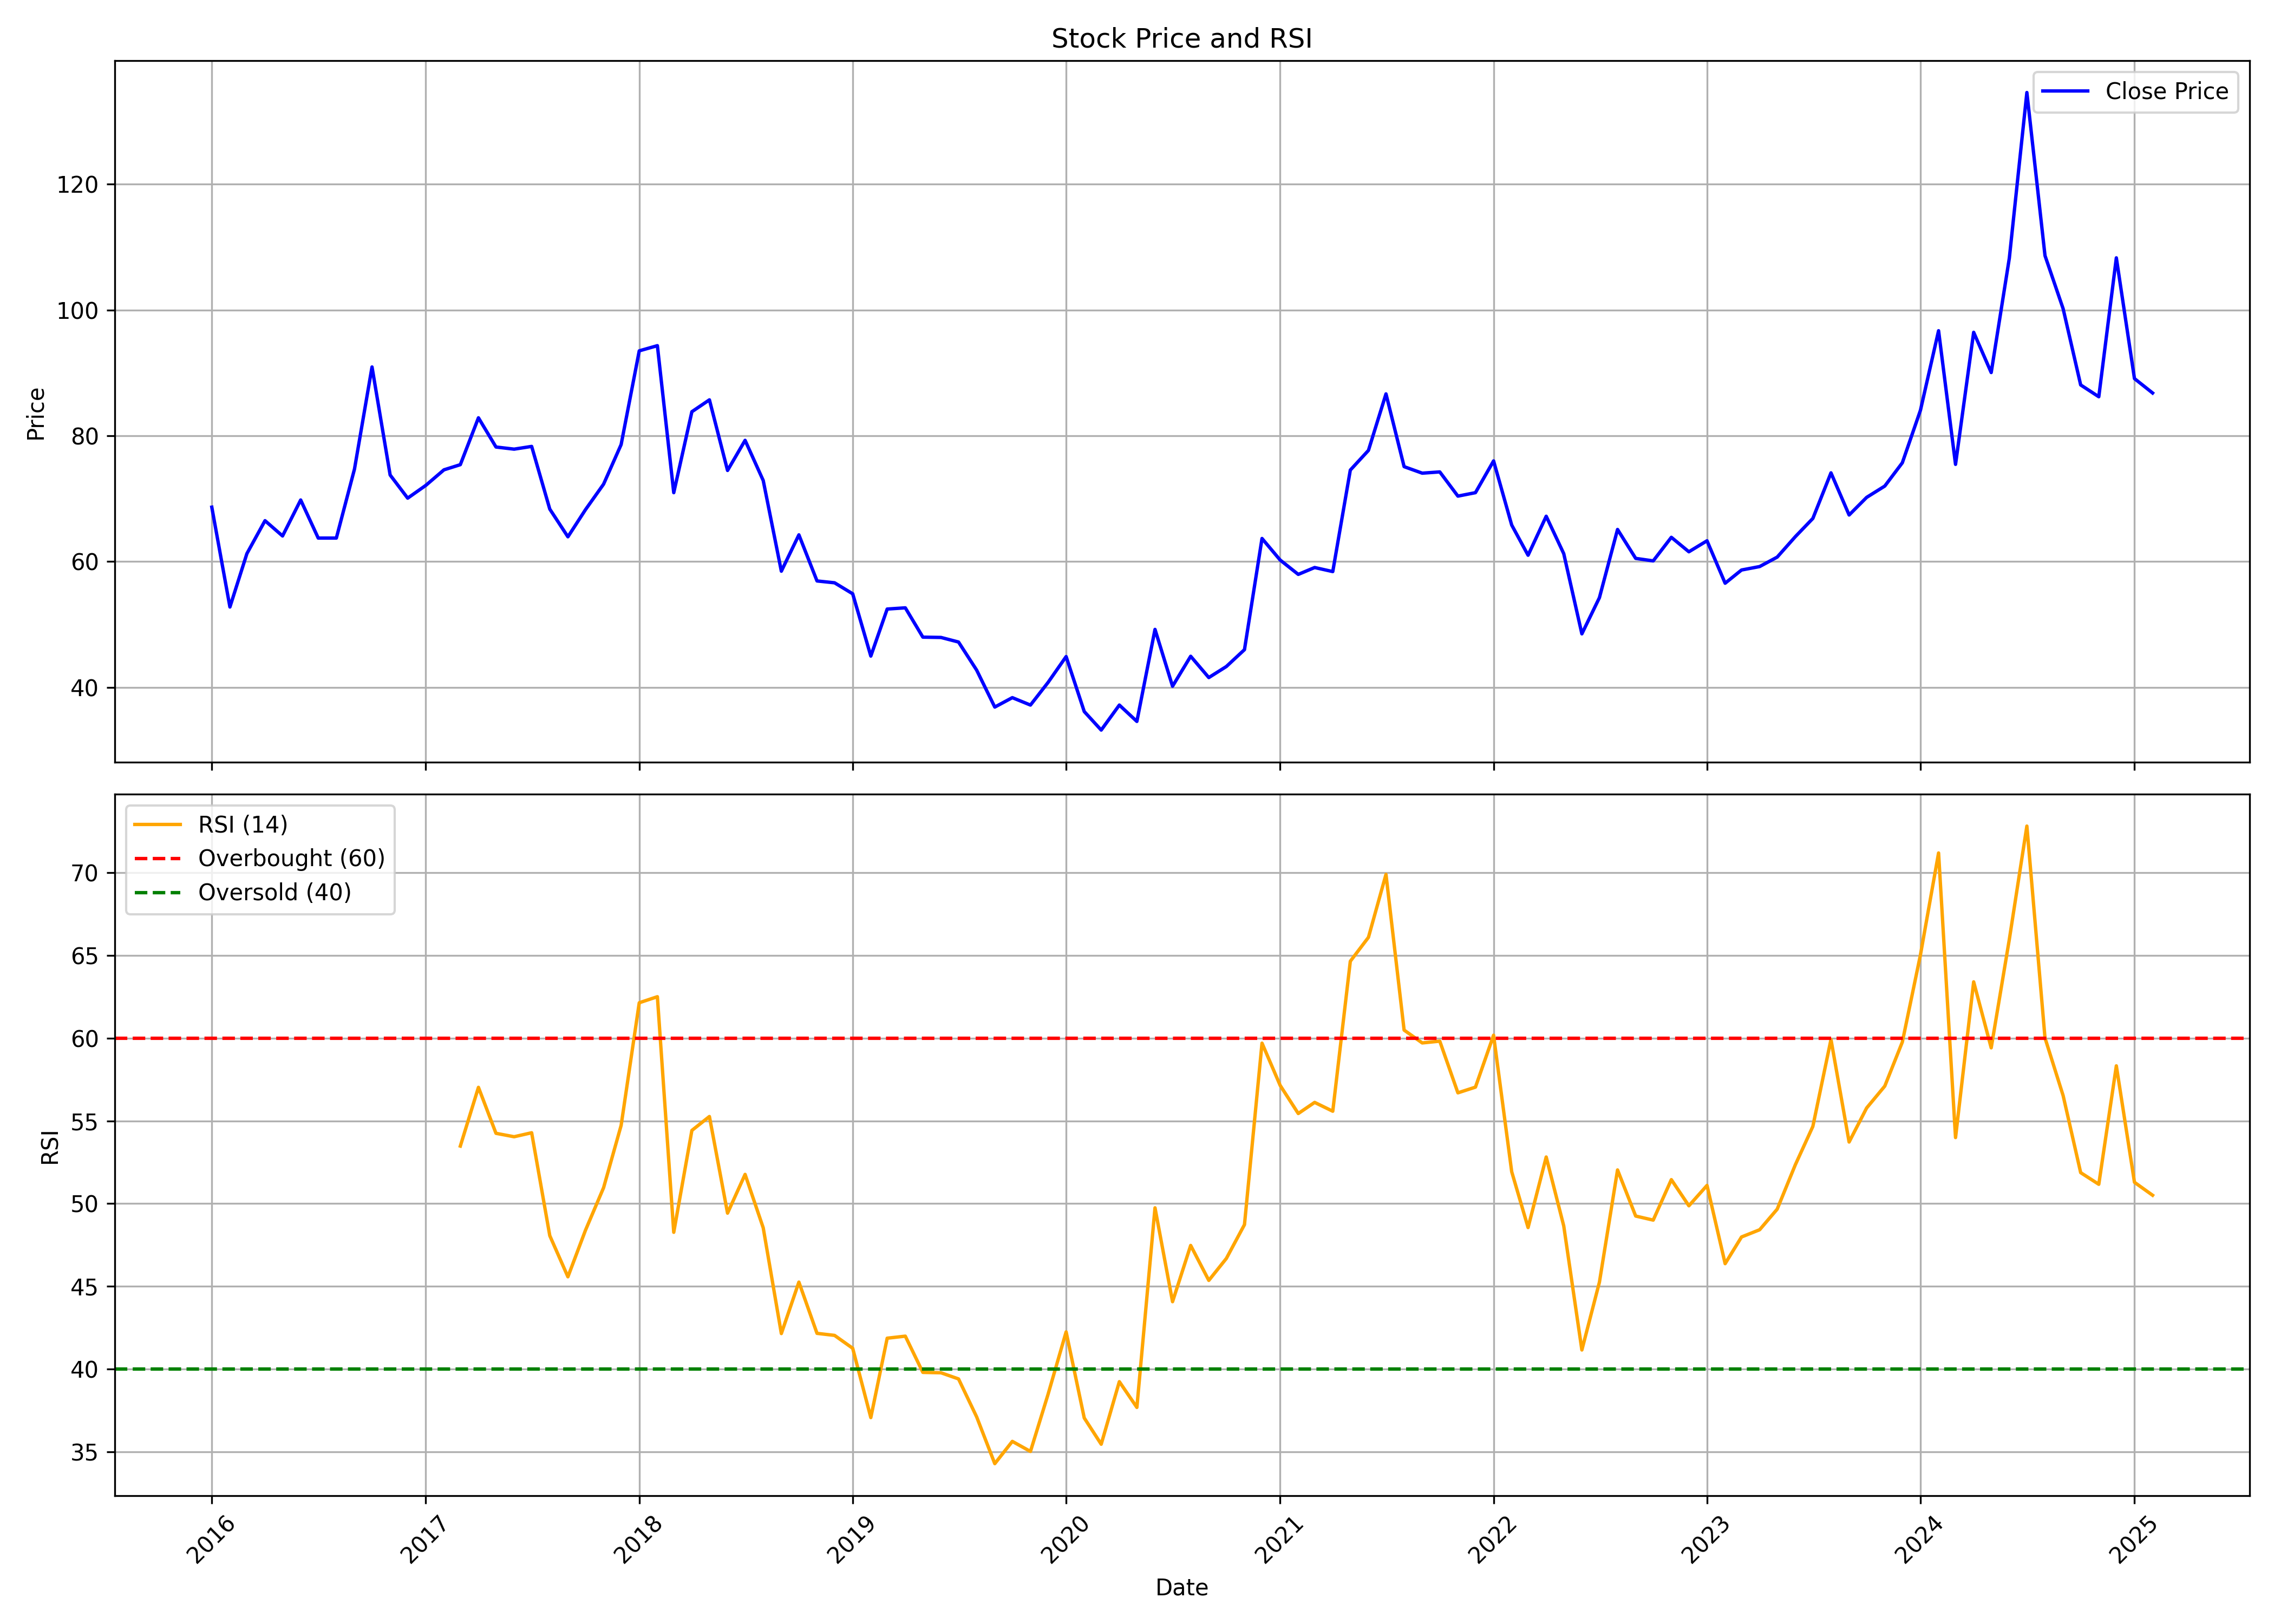 Stock Price and RSI
Close Price
Price
120
100
80
60
40
RSI (14)
Overbought (60)
Oversold (40)
RSI
70
65
60
55
50
45
40
35
2016
2017
2018
2019
2020
2021
2022
2023
2024
2025
Date